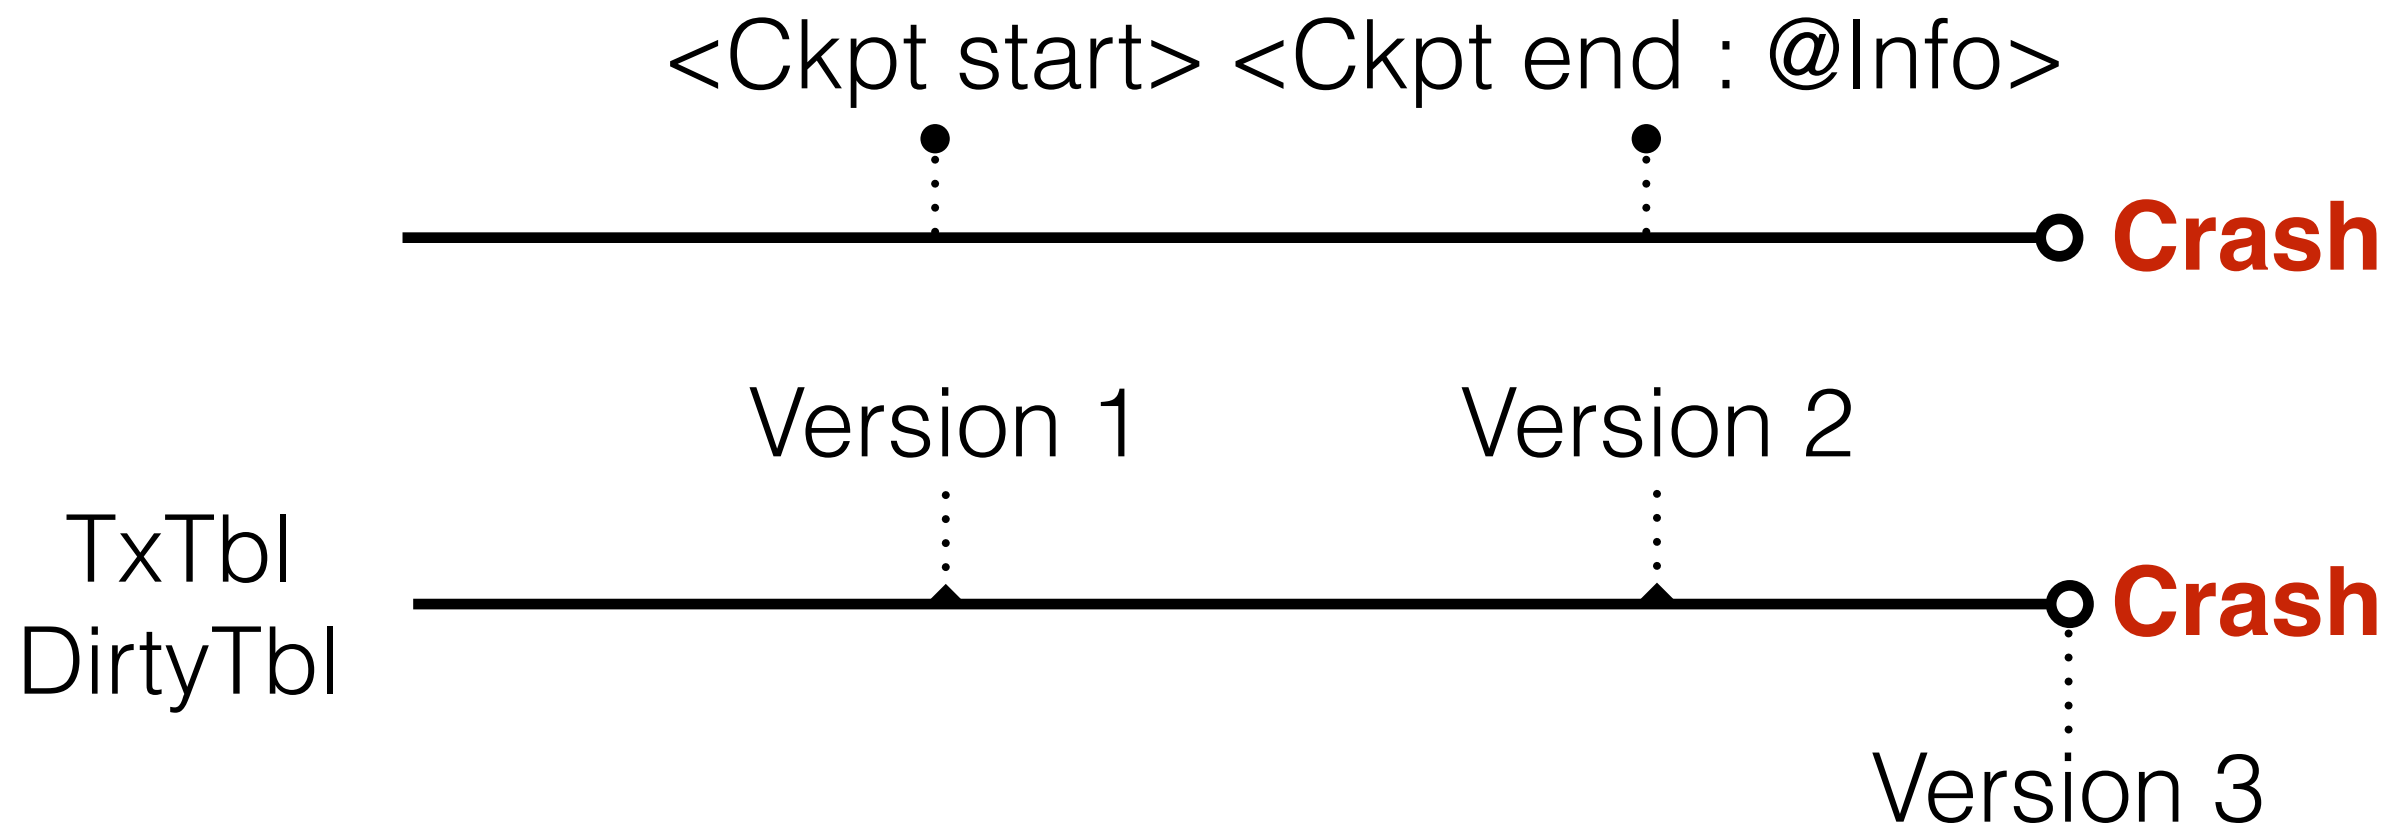 <Ckpt start> <Ckpt end : @Info>
Crash
Version 1 Version 2
TxTbl
DirtyTbl
Crash
Version 3